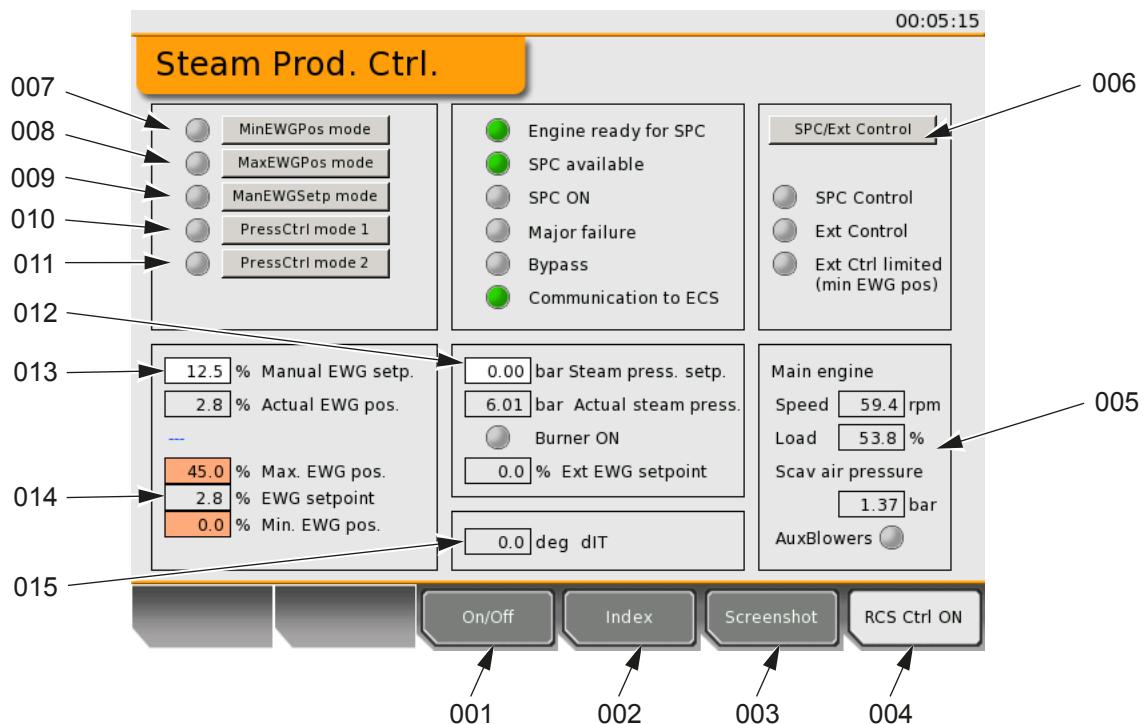 00:05:15
Steam Prod. Ctrl.
007
008
009
010
011
012
013
014
015
MinEWGPos mode
MaxEWGPos mode
ManEWGSetp mode
PressCtrl mode 1
PressCtrl mode 2
Engine ready for SPC
SPC available
SPC ON
Major failure
Bypass
Communication to ECS
SPC/Ext Control
SPC Control
Ext Control
Ext Ctrl limited
(min EWG pos)
006
12.5 % Manual EWG setp.
2.8 % Actual EWG pos.
---
45.0 % Max. EWG pos.
2.8 % EWG setpoint
0.0 % Min. EWG pos.
0.00 bar Steam press. setp.
6.01 bar Actual steam press.
Burner ON
0.0 % Ext EWG setpoint
0.0 deg dIT
Main engine
Speed 59.4 rpm
Load 53.8 %
Scav air pressure
1.37 bar
AuxBlowers
005
On/Off
Index
Screenshot
RCS Ctrl ON
001
002
003
004